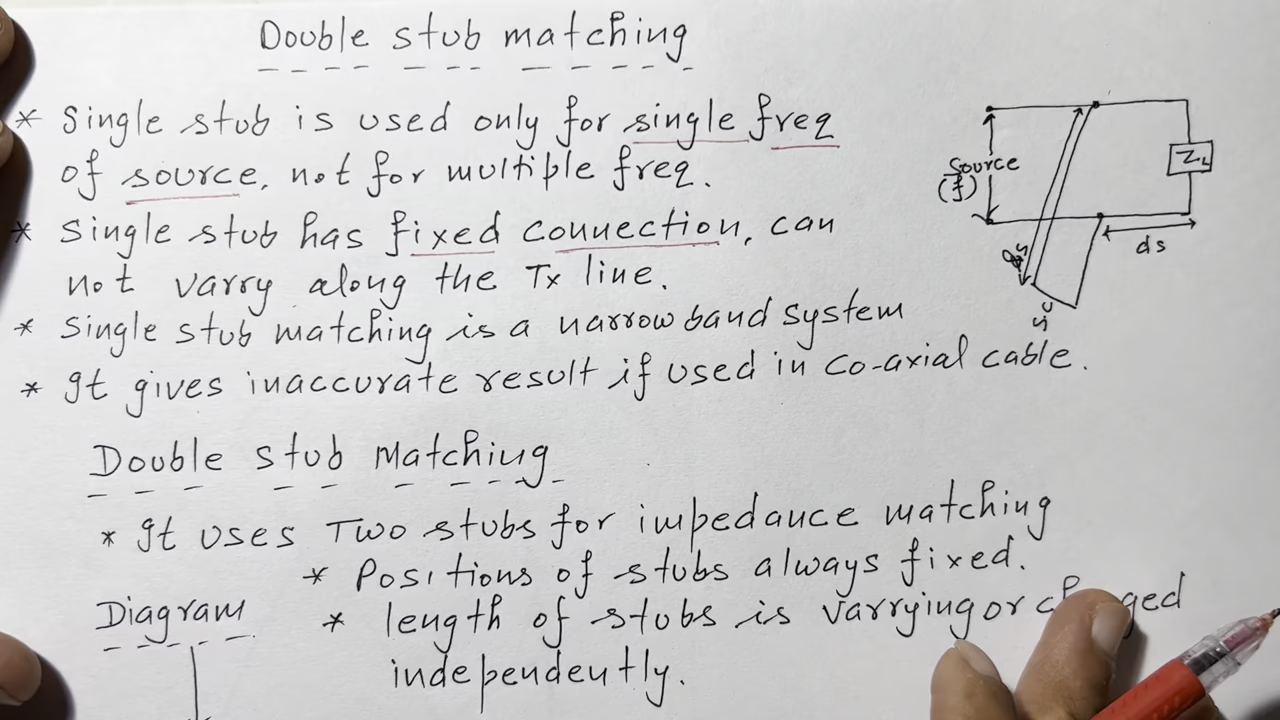 Double stub matching
* Single stub is used only for single freq
of source, not for multiple freq.
* Single stub has fixed connection, can
not varry along the Tx line.
* Single stub matching is a narrow band system
* It gives inaccurate result if used in co-axial cable.
Source
(f)
ZL
ds
S.C
Double stub Matching
* It uses Two stubs for impedance matching
* Positions of stubs always fixed.
Diagram
* length of stubs is varrying or
independently.